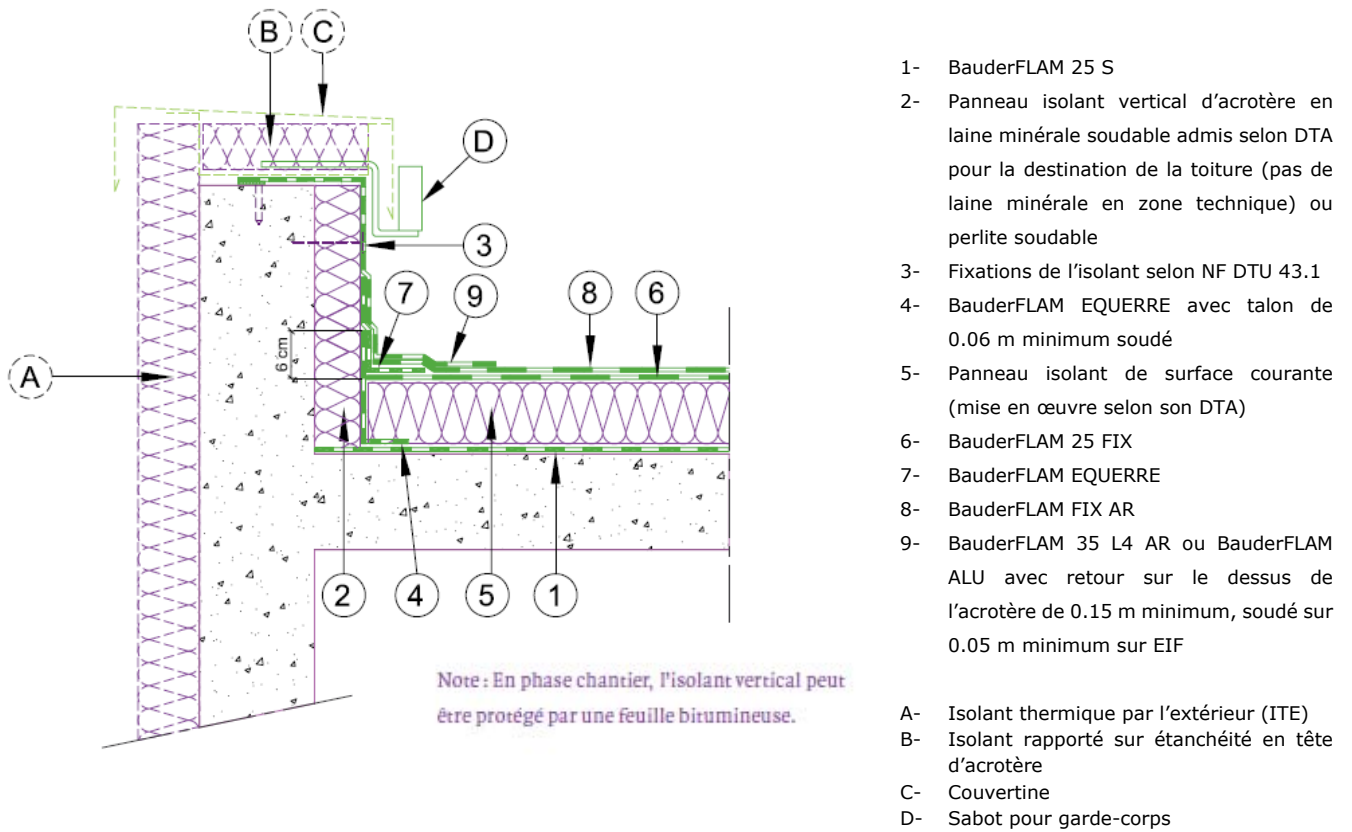 B
C
D
3
7
9
8
6
6 cm
A
2
4
5
1
Note : En phase chantier, l'isolant vertical peut
être protégé par une feuille bitumineuse.
1- BauderFLAM 25 S
2- Panneau isolant vertical d'acrotère en
laine minérale soudable admis selon DTA
pour la destination de la toiture (pas de
laine minérale en zone technique) ou
perlite soudable
3- Fixations de l'isolant selon NF DTU 43.1
4- BauderFLAM EQUERRE avec talon de
0.06 m minimum soudé
5- Panneau isolant de surface courante
(mise en œuvre selon son DTA)
6- BauderFLAM 25 FIX
7- BauderFLAM EQUERRE
8- BauderFLAM FIX AR
9- BauderFLAM 35 L4 AR ou BauderFLAM
ALU avec retour sur le dessus de
l'acrotère de 0.15 m minimum, soudé sur
0.05 m minimum sur EIF
A- Isolant thermique par l'extérieur (ITE)
B- Isolant rapporté sur étanchéité en tête
d'acrotère
C- Couvertine
D- Sabot pour garde-corps